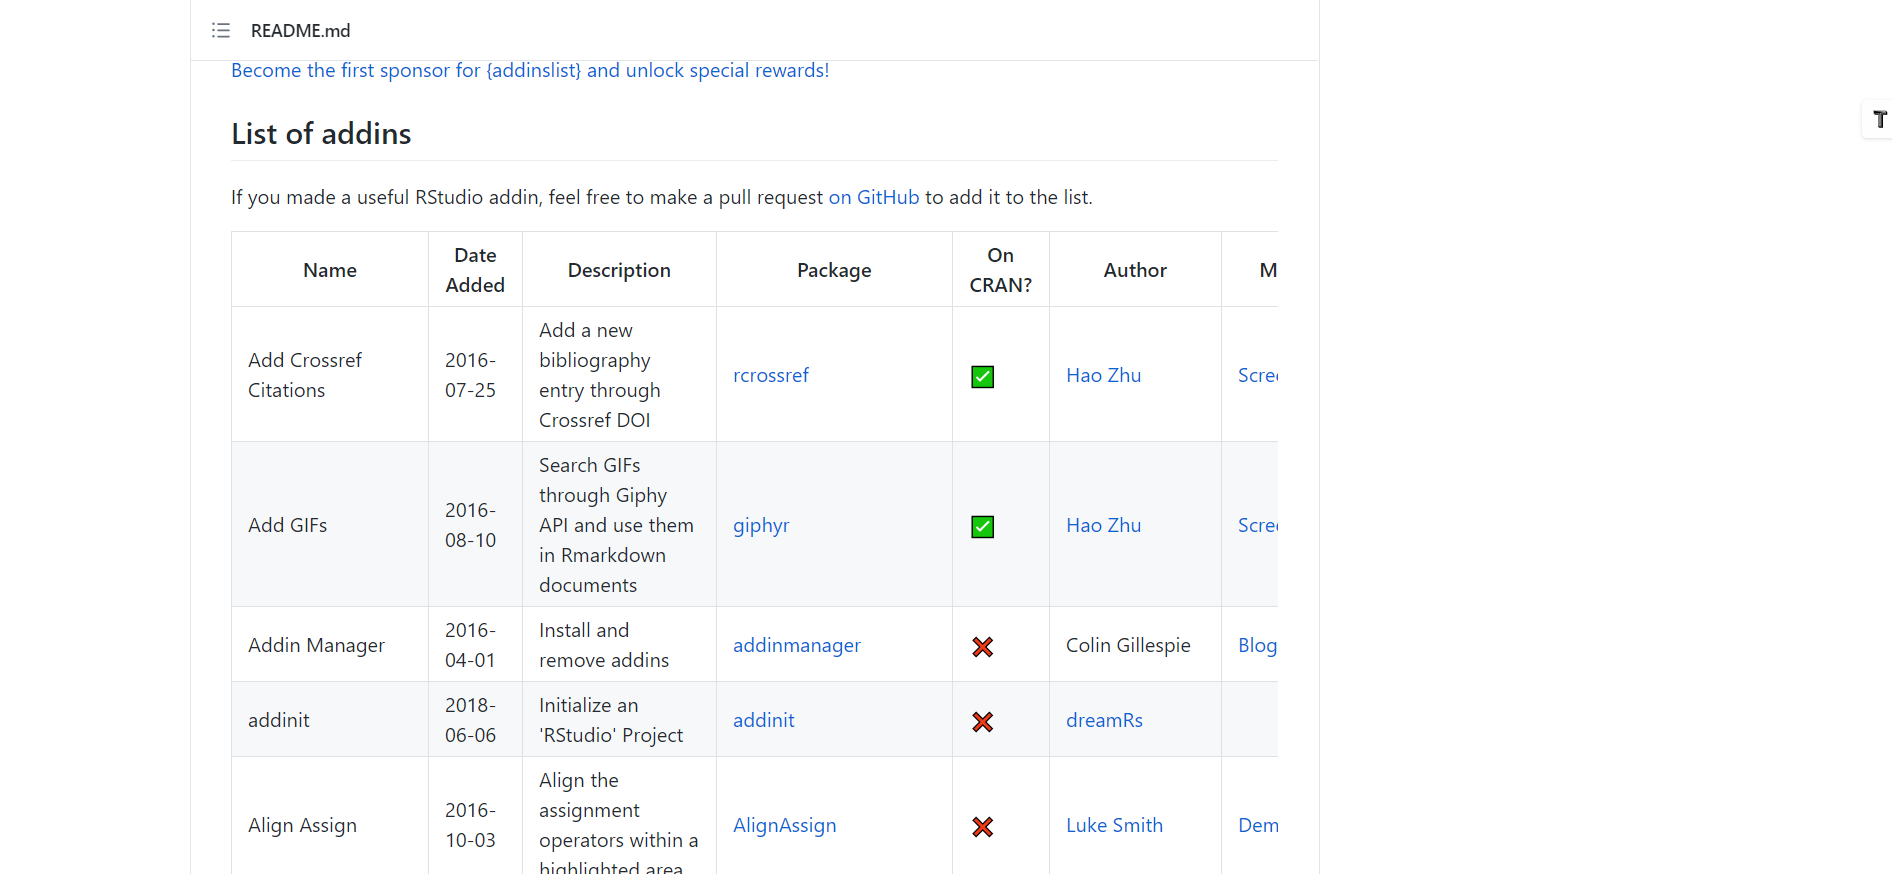 README.md
Become the first sponsor for {addinslist} and unlock special rewards!
List of addins
If you made a useful RStudio addin, feel free to make a pull request on GitHub to add it to the list.
Name
Date
Added
Description
Package
On
CRAN?
Author
M
Add Crossref
Citations
2016-
07-25
Add a new
bibliography
entry through
Crossref DOI
rcrossref
Hao Zhu
Scree
Add GIFs
2016-
08-10
Search GIFs
through Giphy
API and use them
in Rmarkdown
documents
giphyr
Hao Zhu
Scree
Addin Manager
2016-
04-01
Install and
remove addins
addinmanager
Colin Gillespie
Blog
addinit
2018-
06-06
Initialize an
'RStudio' Project
addinit
dreamRs
Align Assign
2016-
10-03
Align the
assignment
operators within a
highlighted area
AlignAssign
Luke Smith
Dem
T